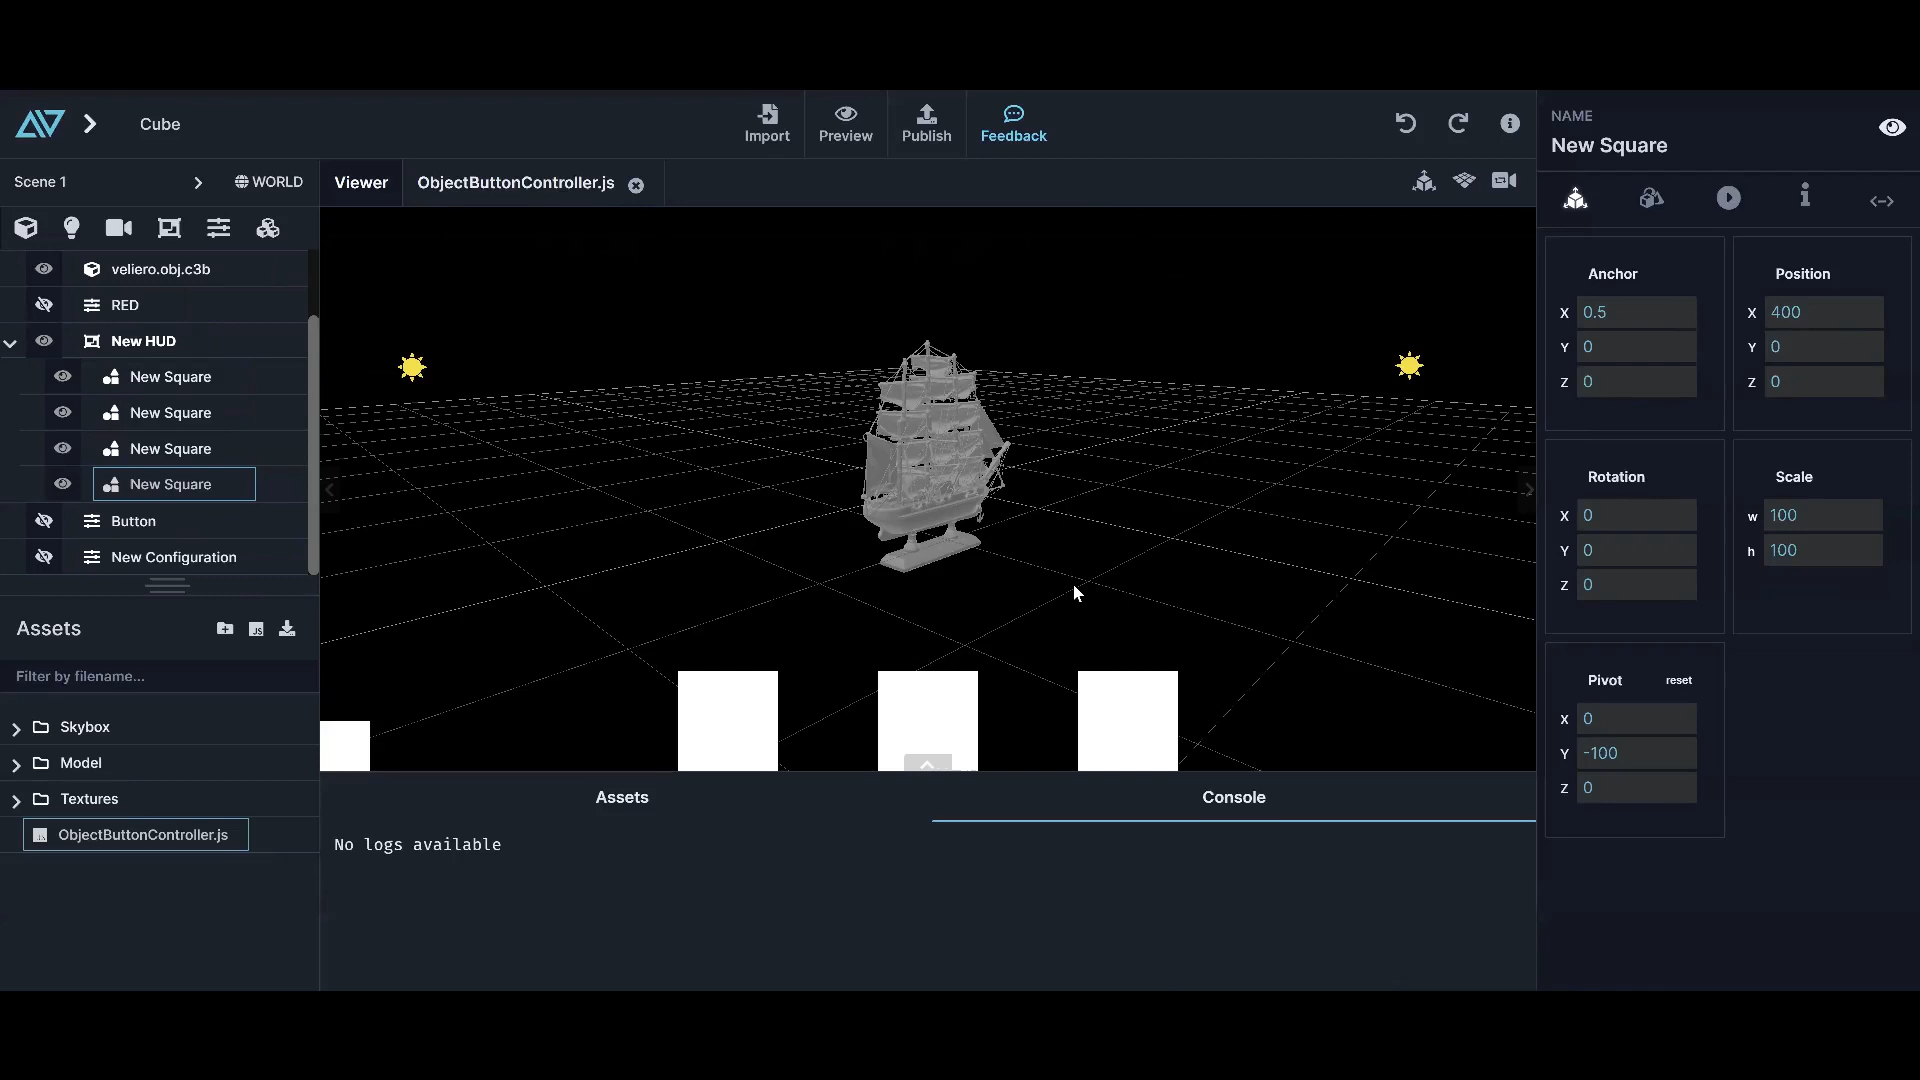 Cube
Import
Preview
Publish
Feedback
NAME
New Square
Scene 1
WORLD
Viewer
ObjectButtonController.js
veliero.obj.c3b
RED
New HUD
New Square
New Square
New Square
New Square
Button
New Configuration
Assets
JS
Filter by filename...
Skybox
Model
Textures
ObjectButtonController.js
Assets
Console
No logs available
Anchor
X 0.5
Y 0
Z 0
Position
X 400
Y 0
Z 0
Rotation
X 0
Y 0
Z 0
Scale
w 100
h 100
Pivot reset
X 0
Y -100
Z 0